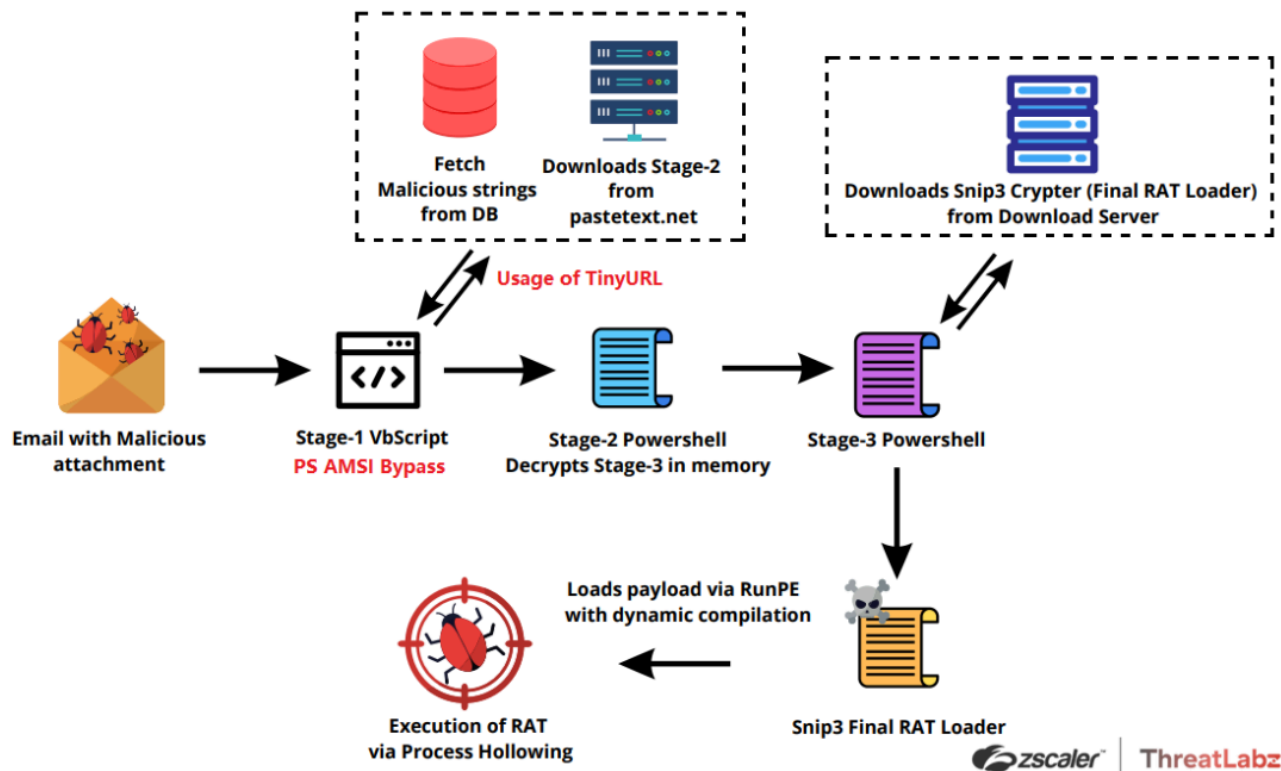 Fetch
Malicious strings
from DB
Downloads Stage-2
from
pastetext.net
Downloads Snip3 Crypter (Final RAT Loader)
from Download Server
Usage of TinyURL
</>
Email with Malicious
attachment
Stage-1 VbScript
PS AMSI Bypass
Stage-2 Powershell
Decrypts Stage-3 in memory
Stage-3 Powershell
Loads payload via RunPE
with dynamic compilation
Execution of RAT
via Process Hollowing
Snip3 Final RAT Loader
zscaler™ | ThreatLabz